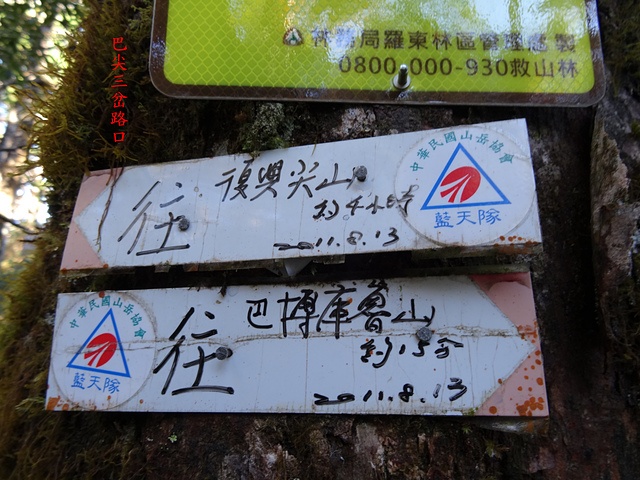 林務局羅東林區管理處製
0800-000-930救山林
巴尖三岔路口
往 復興尖山
約4小時
2011.8.13
中華民國山岳協會
藍天隊
中華民國山岳協會
藍天隊
往 巴博庫魯山
約15分
2011.8.13